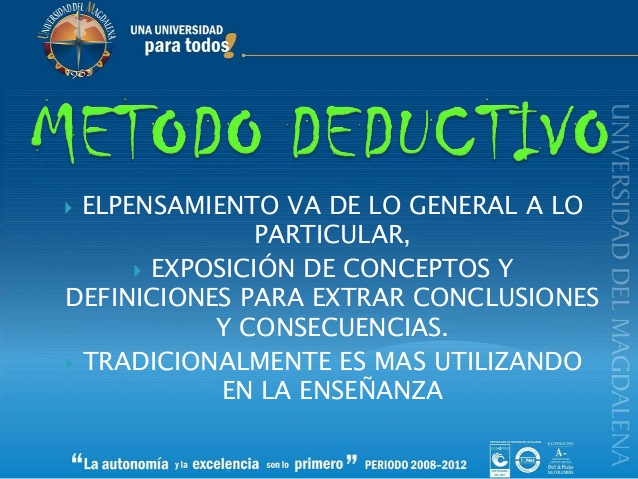 UNIVERSIDAD DEL MAGDALENA
1962
UNA UNIVERSIDAD
para todos!
METODO DEDUCTIVO
ELPENSAMIENTO VA DE LO GENERAL A LO
PARTICULAR,
EXPOSICIÓN DE CONCEPTOS Y
DEFINICIONES PARA EXTRAR CONCLUSIONES
Y CONSECUENCIAS.
TRADICIONALMENTE ES MAS UTILIZANDO
EN LA ENSEÑANZA
UNIVERSIDAD DEL MAGDALENA
“La autonomía y la excelencia son lo primero” PERIODO 2008-2012
A-